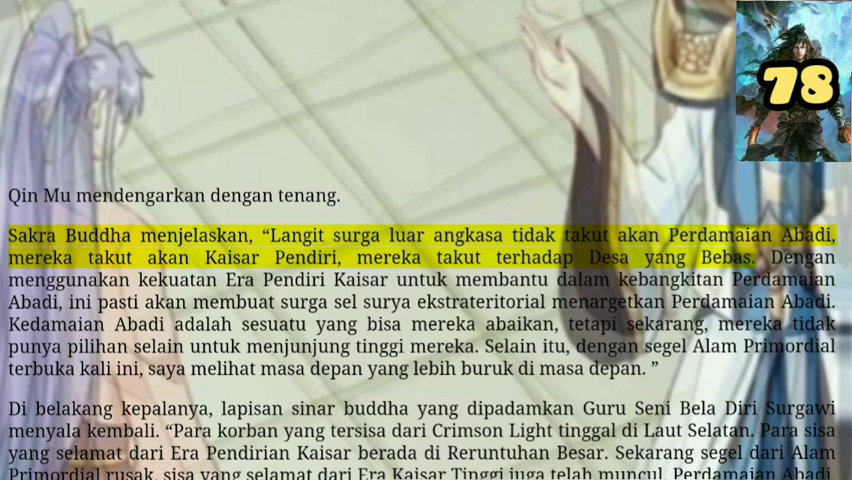 78
Qin Mu mendengarkan dengan tenang.
Sakra Buddha menjelaskan, “Langit surga luar angkasa tidak takut akan Perdamaian Abadi,
mereka takut akan Kaisar Pendiri, mereka takut terhadap Desa yang Bebas. Dengan
menggunakan kekuatan Era Pendiri Kaisar untuk membantu dalam kebangkitan Perdamaian
Abadi, ini pasti akan membuat surga sel surya ekstrateritorial menargetkan Perdamaian Abadi.
Kedamaian Abadi adalah sesuatu yang bisa mereka abaikan, tetapi sekarang, mereka tidak
punya pilihan selain untuk menjunjung tinggi mereka. Selain itu, dengan segel Alam Primordial
terbuka kali ini, saya melihat masa depan yang lebih buruk di masa depan. ”
Di belakang kepalanya, lapisan sinar buddha yang dipadamkan Guru Seni Bela Diri Surgawi
menyala kembali. “Para korban yang tersisa dari Crimson Light tinggal di Laut Selatan. Para sisa
yang selamat dari Era Pendirian Kaisar berada di Reruntuhan Besar. Sekarang segel dari Alam
Primordial rusak, sisa yang selamat dari Era Kaisar Tinggi juga telah muncul. Perdamaian Abadi